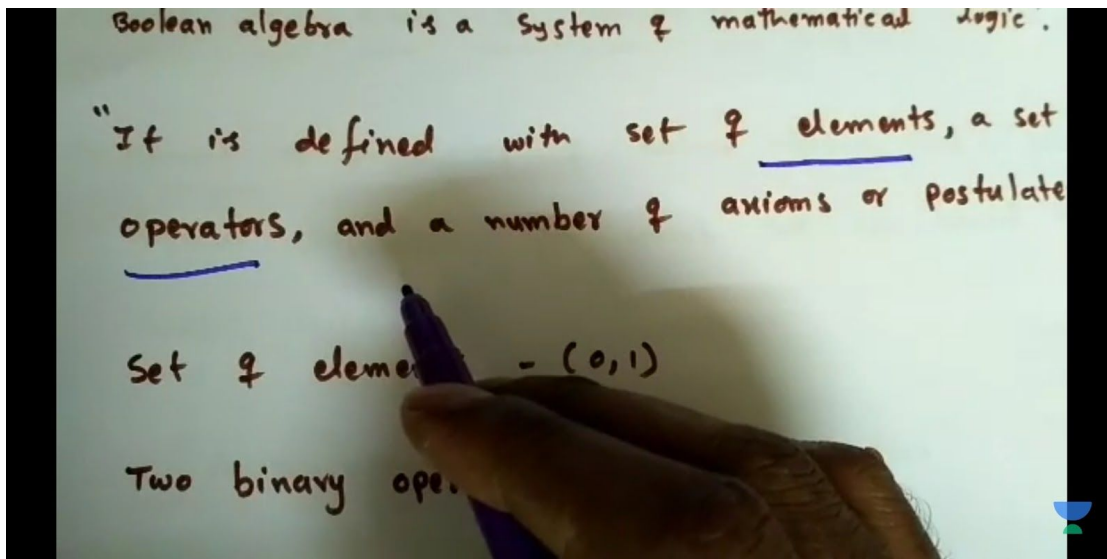 Boolean algebra is a System of mathematical logic.
"It is defined with set of elements, a set
operators, and a number of axioms or postulate
Set of eleme - (0,1)
Two binary ope